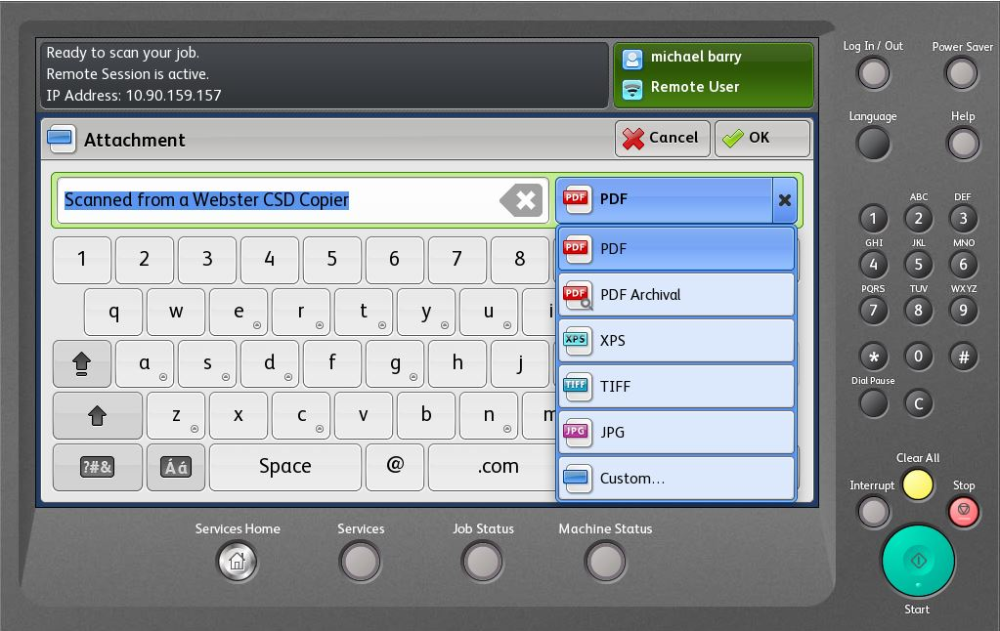 Ready to scan your job.
Remote Session is active.
IP Address: 10.90.159.157
michael barry
Remote User
Log In / Out
Power Saver
Language
Help
Attachment
Cancel
OK
Scanned from a Webster CSD Copier
PDF
PDF
PDF
PDF
PDF
PDF Archival
XPS
XPS
TIFF
TIFF
JPG
JPG
Custom...
1 2 3 4 5 6 7 8
q w e r t y u i
a s d f g h j
z x c v b n m
?#& Áá Space @ .com
ABC DEF
1 2 3
GHI JKL MNO
4 5 6
PQRS TUV WXYZ
7 8 9
* 0 #
Dial Pause
C
Clear All
Interrupt
Stop
Start
Services Home
Services
Job Status
Machine Status